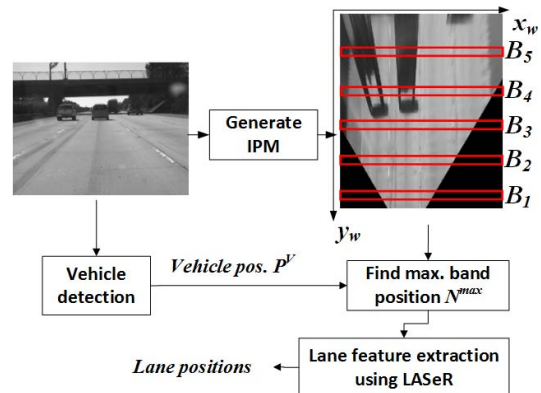 x_w
B_5
B_4
Generate
IPM
B_3
B_2
B_1
y_w
Vehicle
detection
Vehicle pos. P^V
Find max. band
position N^max
Lane positions
Lane feature extraction
using LASeR